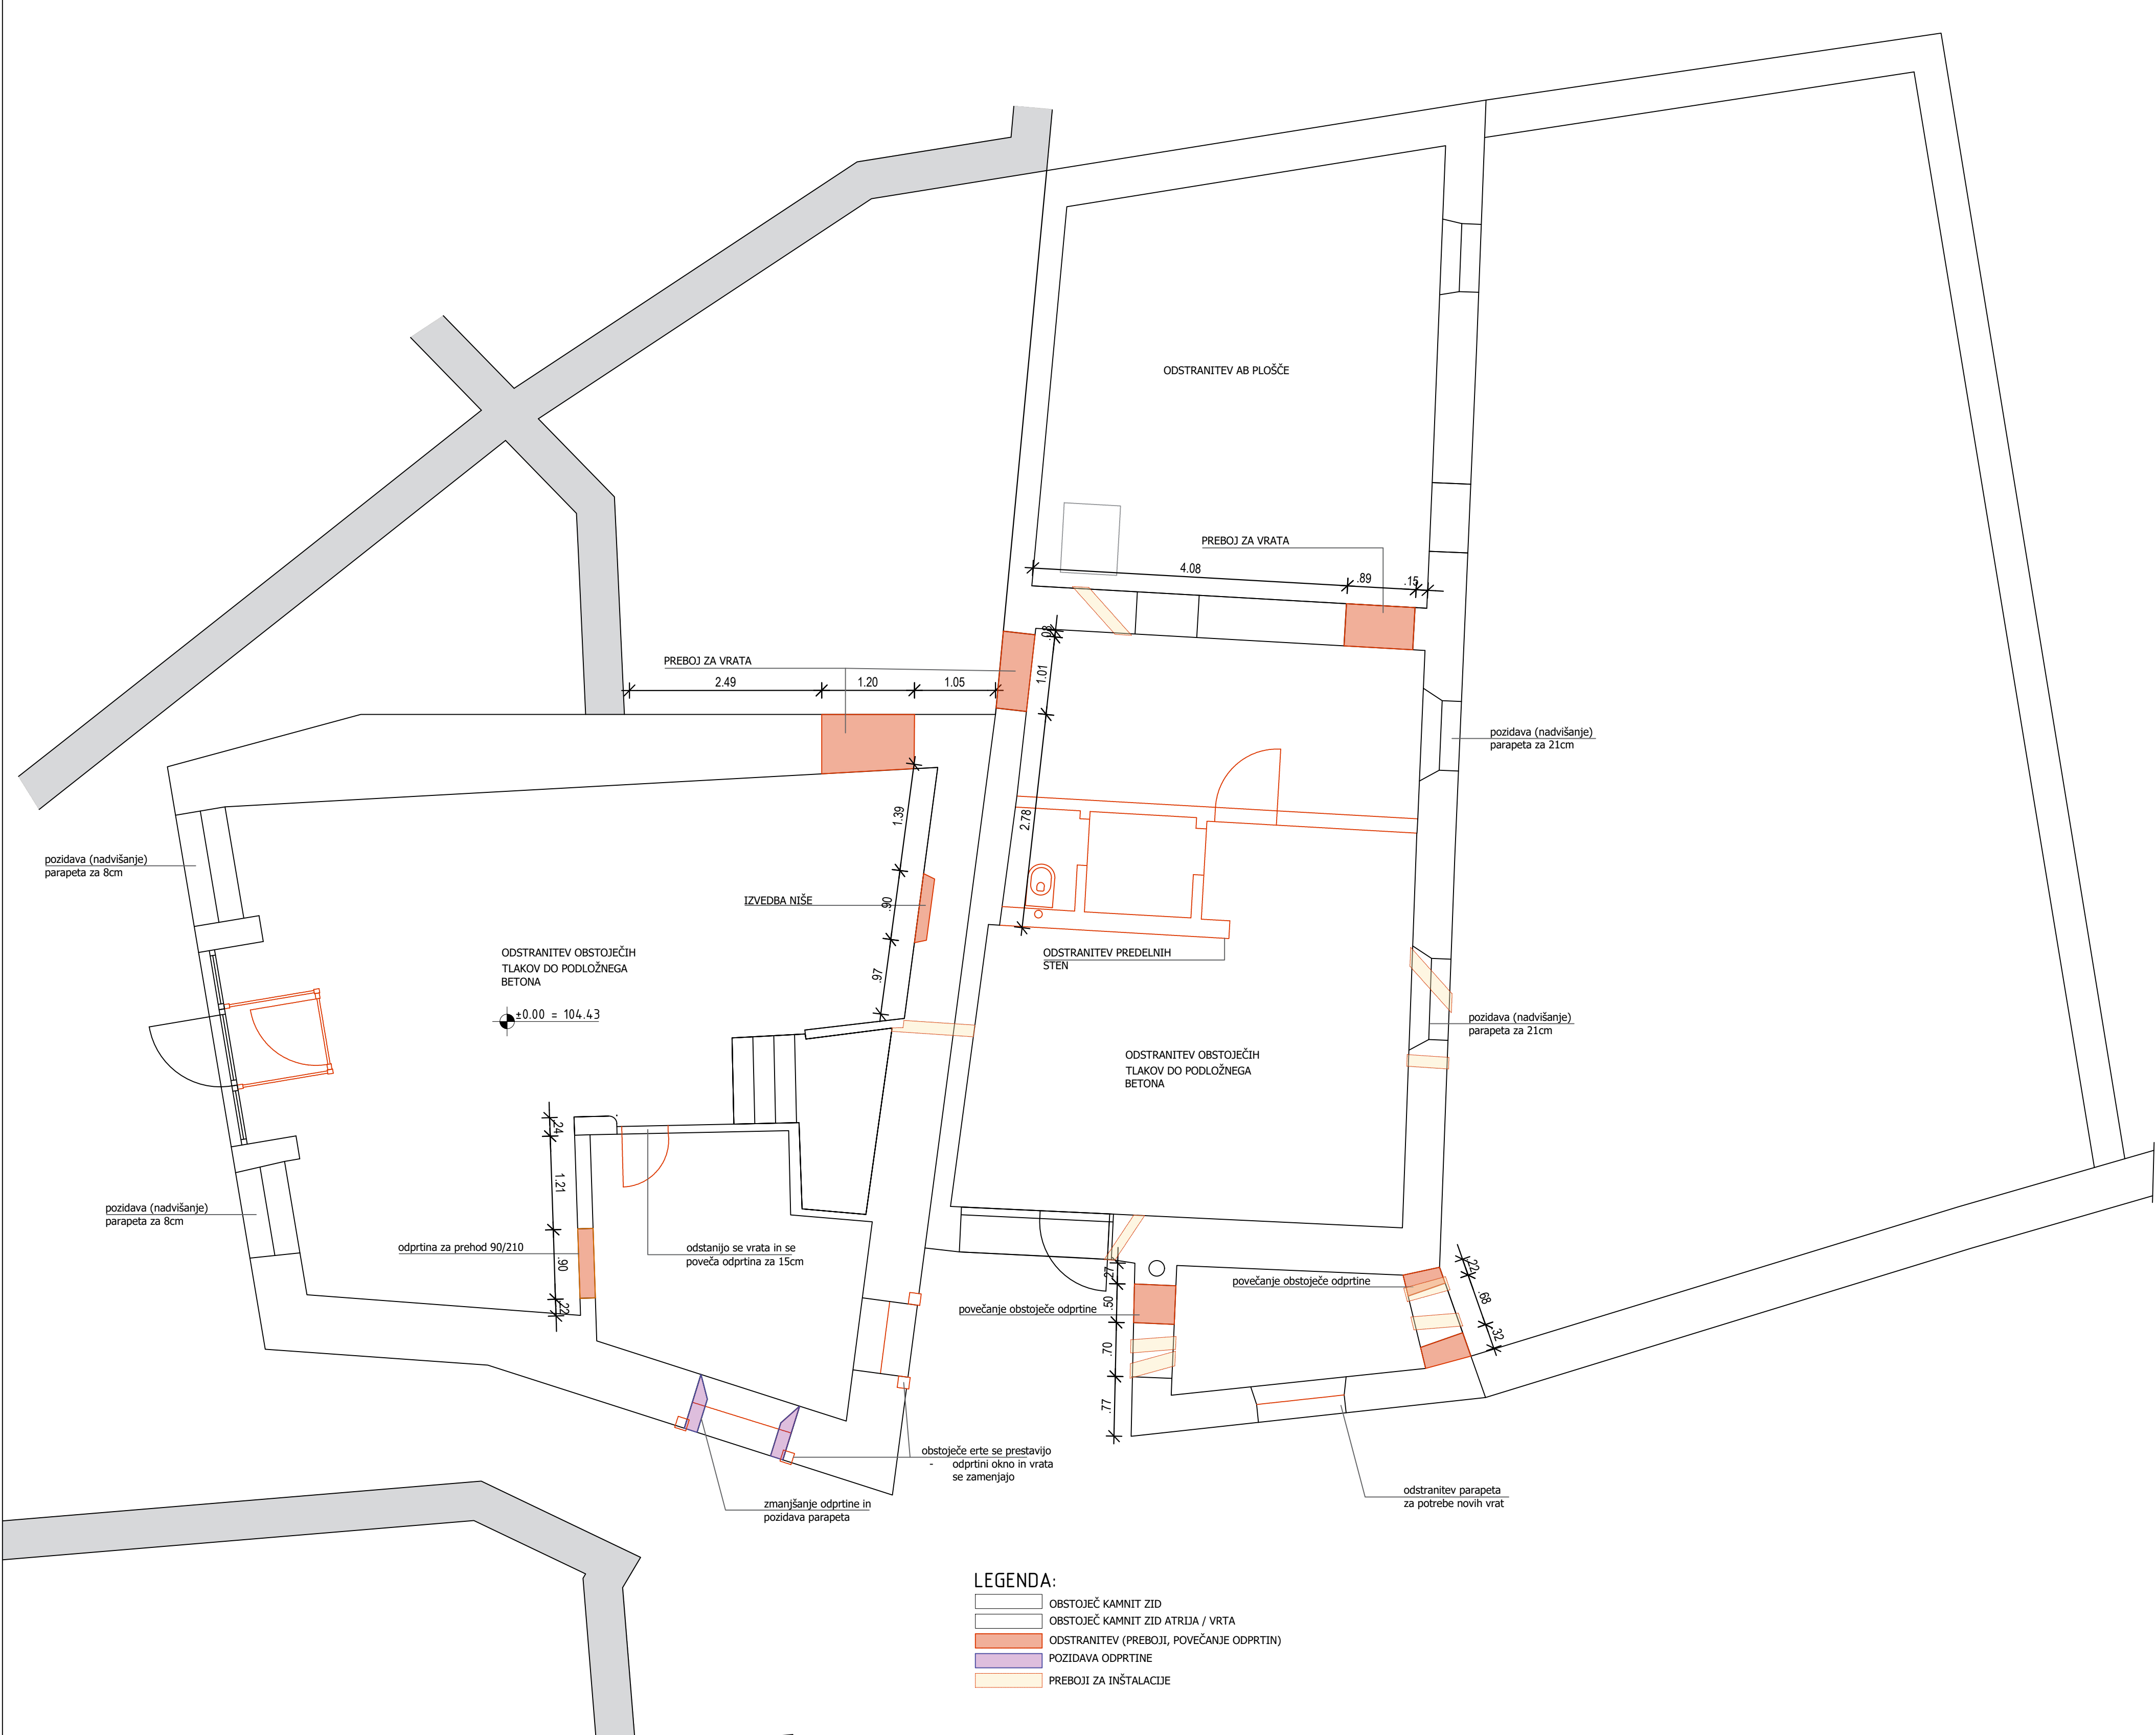 ODSTRANITEV AB PLOŠČE
PREBOJ ZA VRATA
4.08
.89
.15
.08
1.01
2.78
PREBOJ ZA VRATA
2.49
1.20
1.05
pozidava (nadvišanje)
parapeta za 21cm
pozidava (nadvišanje)
parapeta za 8cm
1.39
.90
.97
IZVEDBA NIŠE
ODSTRANITEV OBSTOJEČIH
TLAKOV DO PODLOŽNEGA
BETONA
±0.00 = 104.43
ODSTRANITEV PREDELNIH
STEN
pozidava (nadvišanje)
parapeta za 21cm
ODSTRANITEV OBSTOJEČIH
TLAKOV DO PODLOŽNEGA
BETONA
.24
1.21
.90
.22
pozidava (nadvišanje)
parapeta za 8cm
odprtina za prehod 90/210
odstanijo se vrata in se
poveča odprtina za 15cm
povečanje obstoječe odprtine
povečanje obstoječe odprtine
.27
.50
.70
.77
.22
.68
.32
obstoječe erte se prestavijo
- odprtini okno in vrata
se zamenjajo
zmanjšanje odprtine in
pozidava parapeta
odstranitev parapeta
za potrebe novih vrat
LEGENDA:
OBSTOJEČ KAMNIT ZID
OBSTOJEČ KAMNIT ZID ATRIJA / VRTA
ODSTRANITEV (PREBOJI, POVEČANJE ODPRTIN)
POZIDAVA ODPRTINE
PREBOJI ZA INŠTALACIJE